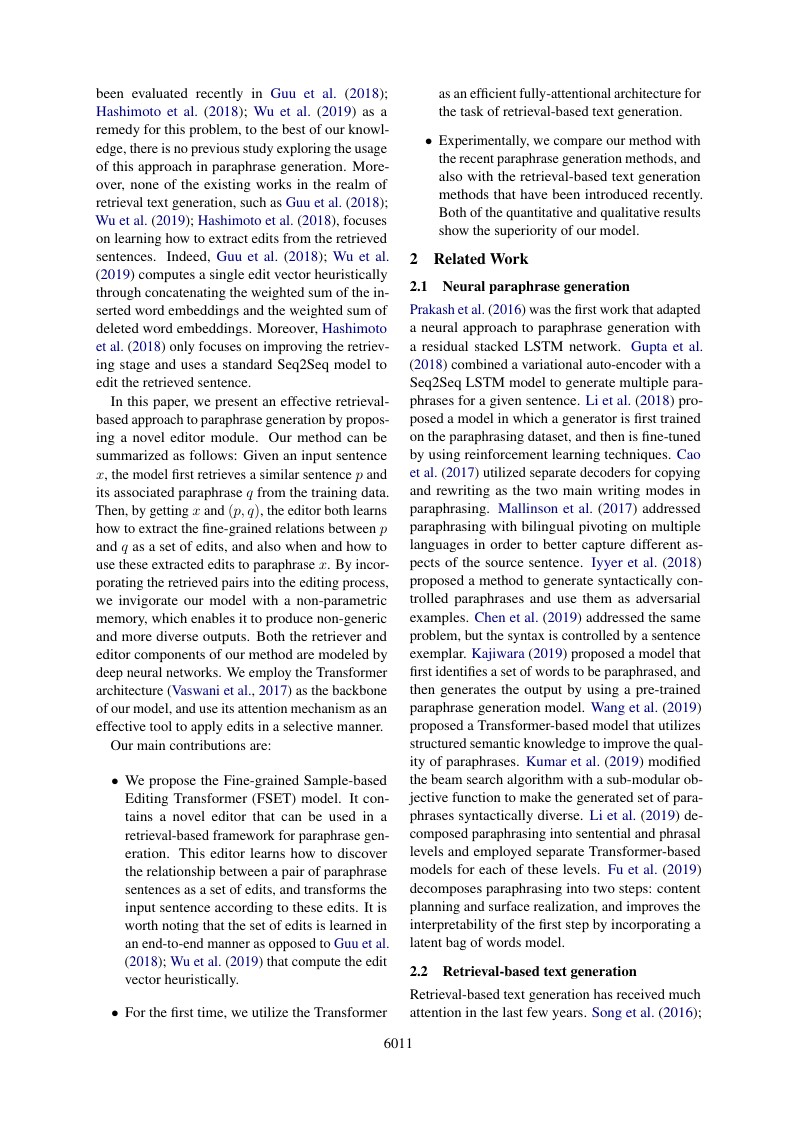 been evaluated recently in Guu et al. (2018);
Hashimoto et al. (2018); Wu et al. (2019) as a
remedy for this problem, to the best of our knowl-
edge, there is no previous study exploring the usage
of this approach in paraphrase generation. More-
over, none of the existing works in the realm of
retrieval text generation, such as Guu et al. (2018);
Wu et al. (2019); Hashimoto et al. (2018), focuses
on learning how to extract edits from the retrieved
sentences. Indeed, Guu et al. (2018); Wu et al.
(2019) computes a single edit vector heuristically
through concatenating the weighted sum of the in-
serted word embeddings and the weighted sum of
deleted word embeddings. Moreover, Hashimoto
et al. (2018) only focuses on improving the retriev-
ing stage and uses a standard Seq2Seq model to
edit the retrieved sentence.
In this paper, we present an effective retrieval-
based approach to paraphrase generation by propos-
ing a novel editor module. Our method can be
summarized as follows: Given an input sentence
x, the model first retrieves a similar sentence p and
its associated paraphrase q from the training data.
Then, by getting x and (p, q), the editor both learns
how to extract the fine-grained relations between p
and q as a set of edits, and also when and how to
use these extracted edits to paraphrase x. By incor-
porating the retrieved pairs into the editing process,
we invigorate our model with a non-parametric
memory, which enables it to produce non-generic
and more diverse outputs. Both the retriever and
editor components of our method are modeled by
deep neural networks. We employ the Transformer
architecture (Vaswani et al., 2017) as the backbone
of our model, and use its attention mechanism as an
effective tool to apply edits in a selective manner.
Our main contributions are:
• We propose the Fine-grained Sample-based
Editing Transformer (FSET) model. It con-
tains a novel editor that can be used in a
retrieval-based framework for paraphrase gen-
eration. This editor learns how to discover
the relationship between a pair of paraphrase
sentences as a set of edits, and transforms the
input sentence according to these edits. It is
worth noting that the set of edits is learned in
an end-to-end manner as opposed to Guu et al.
(2018); Wu et al. (2019) that compute the edit
vector heuristically.
• For the first time, we utilize the Transformer
as an efficient fully-attentional architecture for
the task of retrieval-based text generation.
• Experimentally, we compare our method with
the recent paraphrase generation methods, and
also with the retrieval-based text generation
methods that have been introduced recently.
Both of the quantitative and qualitative results
show the superiority of our model.
2 Related Work
2.1 Neural paraphrase generation
Prakash et al. (2016) was the first work that adapted
a neural approach to paraphrase generation with
a residual stacked LSTM network. Gupta et al.
(2018) combined a variational auto-encoder with a
Seq2Seq LSTM model to generate multiple para-
phrases for a given sentence. Li et al. (2018) pro-
posed a model in which a generator is first trained
on the paraphrasing dataset, and then is fine-tuned
by using reinforcement learning techniques. Cao
et al. (2017) utilized separate decoders for copying
and rewriting as the two main writing modes in
paraphrasing. Mallinson et al. (2017) addressed
paraphrasing with bilingual pivoting on multiple
languages in order to better capture different as-
pects of the source sentence. Iyyer et al. (2018)
proposed a method to generate syntactically con-
trolled paraphrases and use them as adversarial
examples. Chen et al. (2019) addressed the same
problem, but the syntax is controlled by a sentence
exemplar. Kajiwara (2019) proposed a model that
first identifies a set of words to be paraphrased, and
then generates the output by using a pre-trained
paraphrase generation model. Wang et al. (2019)
proposed a Transformer-based model that utilizes
structured semantic knowledge to improve the qual-
ity of paraphrases. Kumar et al. (2019) modified
the beam search algorithm with a sub-modular ob-
jective function to make the generated set of para-
phrases syntactically diverse. Li et al. (2019) de-
composed paraphrasing into sentential and phrasal
levels and employed separate Transformer-based
models for each of these levels. Fu et al. (2019)
decomposes paraphrasing into two steps: content
planning and surface realization, and improves the
interpretability of the first step by incorporating a
latent bag of words model.
2.2 Retrieval-based text generation
Retrieval-based text generation has received much
attention in the last few years. Song et al. (2016);
6011